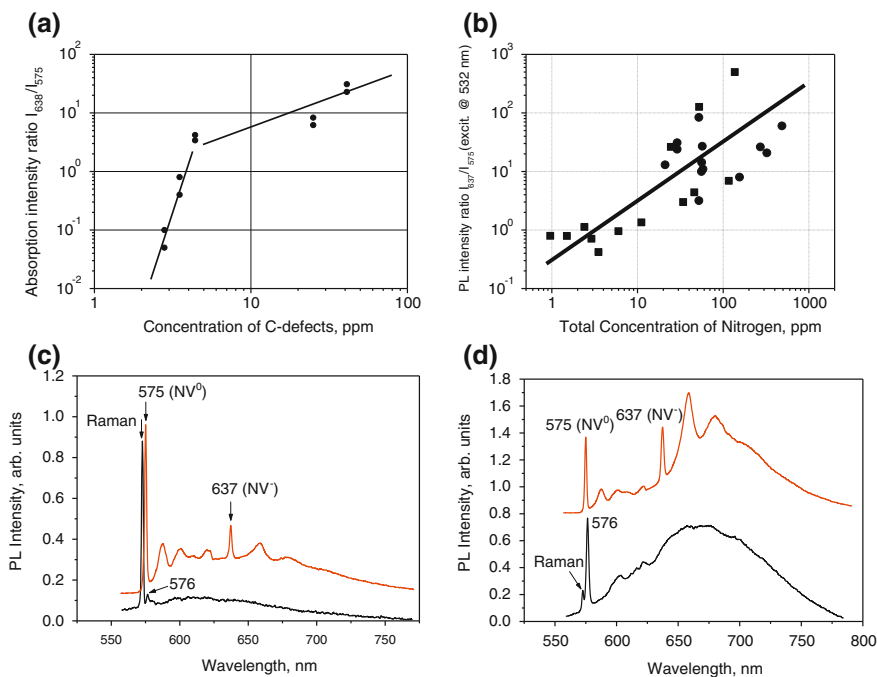 (a)
Absorption intensity ratio I638/I575
10²
10¹
10⁰
10⁻¹
10⁻²
1
10
100
Concentration of C-defects, ppm
(b)
PL intensity ratio I637/I575(excit. @ 532 nm)
10³
10²
10¹
10⁰
10⁻¹
1
10
100
1000
Total Concentration of Nitrogen, ppm
(c)
PL Intensity, arb. units
1.2
1.0
0.8
0.6
0.4
0.2
0.0
575 (NV⁰)
Raman
637 (NV⁻)
576
550
600
650
700
750
Wavelength, nm
(d)
PL Intensity, arb. units
1.8
1.6
1.4
1.2
1.0
0.8
0.6
0.4
0.2
0.0
575 (NV⁰)
637 (NV⁻)
576
Raman
550
600
650
700
750
800
Wavelength, nm